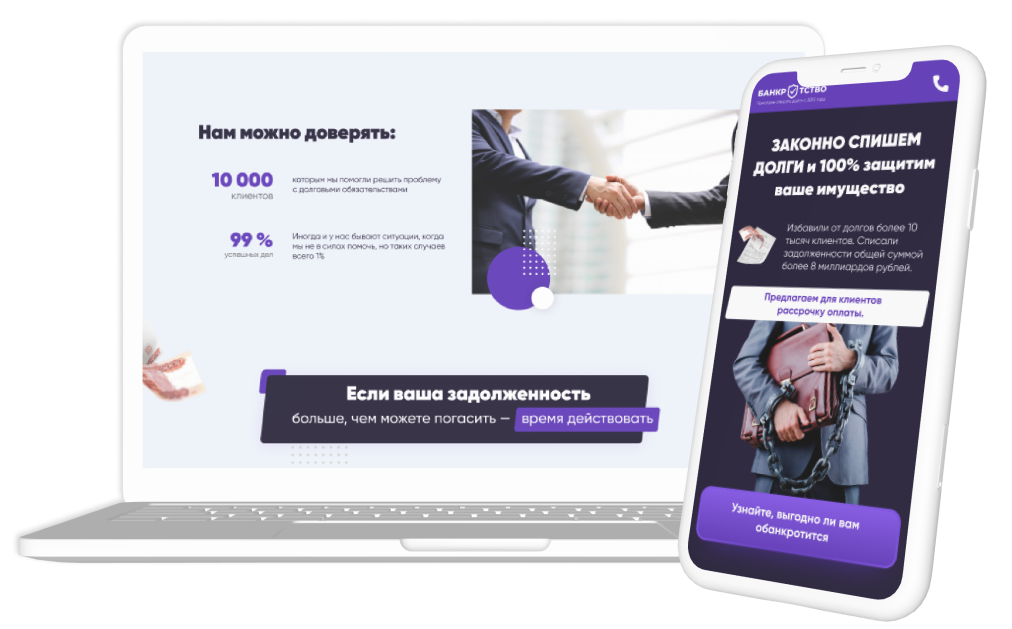 Нам можно доверять:
10 000
клиентов
каторым мы помогли решить проблему
с долговыми обязательствами
99 %
успешных дел
Иногда и у нас бывают ситуации, когда
мы не в силах помочь, но таких случаев
всего 1%
Если ваша задолженность
больше, чем можете погасить — время действовать
БАНКР ТСТВО
ЗАКОННО СПИШЕМ
ДОЛГИ и 100% защитим
ваше имущество
Избавили от долгов более 10
тысяч клиентов. Списали
задолженности общей суммой
более 8 миллиардов рублей.
Предлагаем для клиентов
рассрочку оплаты.
Узнайте, выгодно ли вам
обанкротится